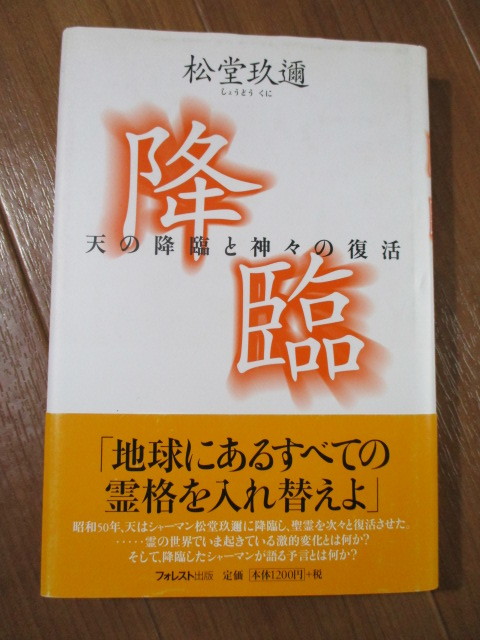 松堂玖邇
しょうどう くに
降臨
天の降臨と神々の復活
「地球にあるすべての
霊格を入れ替えよ」
昭和50年、天はシャーマン松堂玖邇に降臨し、聖霊を次々と復活させた。
‥‥‥霊の世界でいま起きている激的変化とは何か?
そして、降臨したシャーマンが語る予言とは何か?
フォレスト出版 定価 本体1200円+税